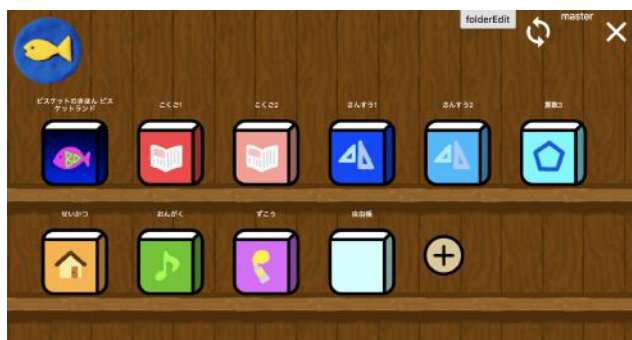 folderEdit
master
ビスケットのきほん ビス
ケットランド
こくご1
こくご2
さんすう1
さんすう2
算数3
せいかつ
おんがく
ずこう
自由帳